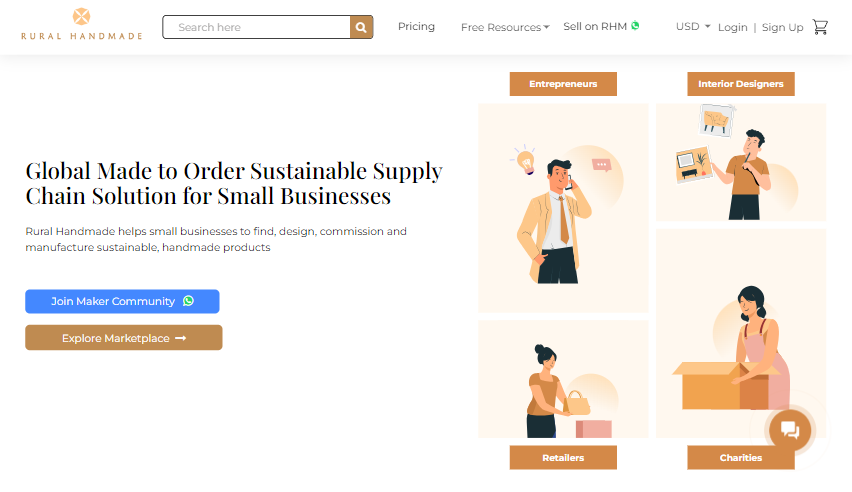 RURAL HANDMADE
Search here
Pricing
Free Resources
Sell on RHM
USD
Login | Sign Up
Entrepreneurs
Interior Designers
Global Made to Order Sustainable Supply
Chain Solution for Small Businesses
Rural Handmade helps small businesses to find, design, commission and
manufacture sustainable, handmade products
Join Maker Community
Explore Marketplace
Retailers
Charities